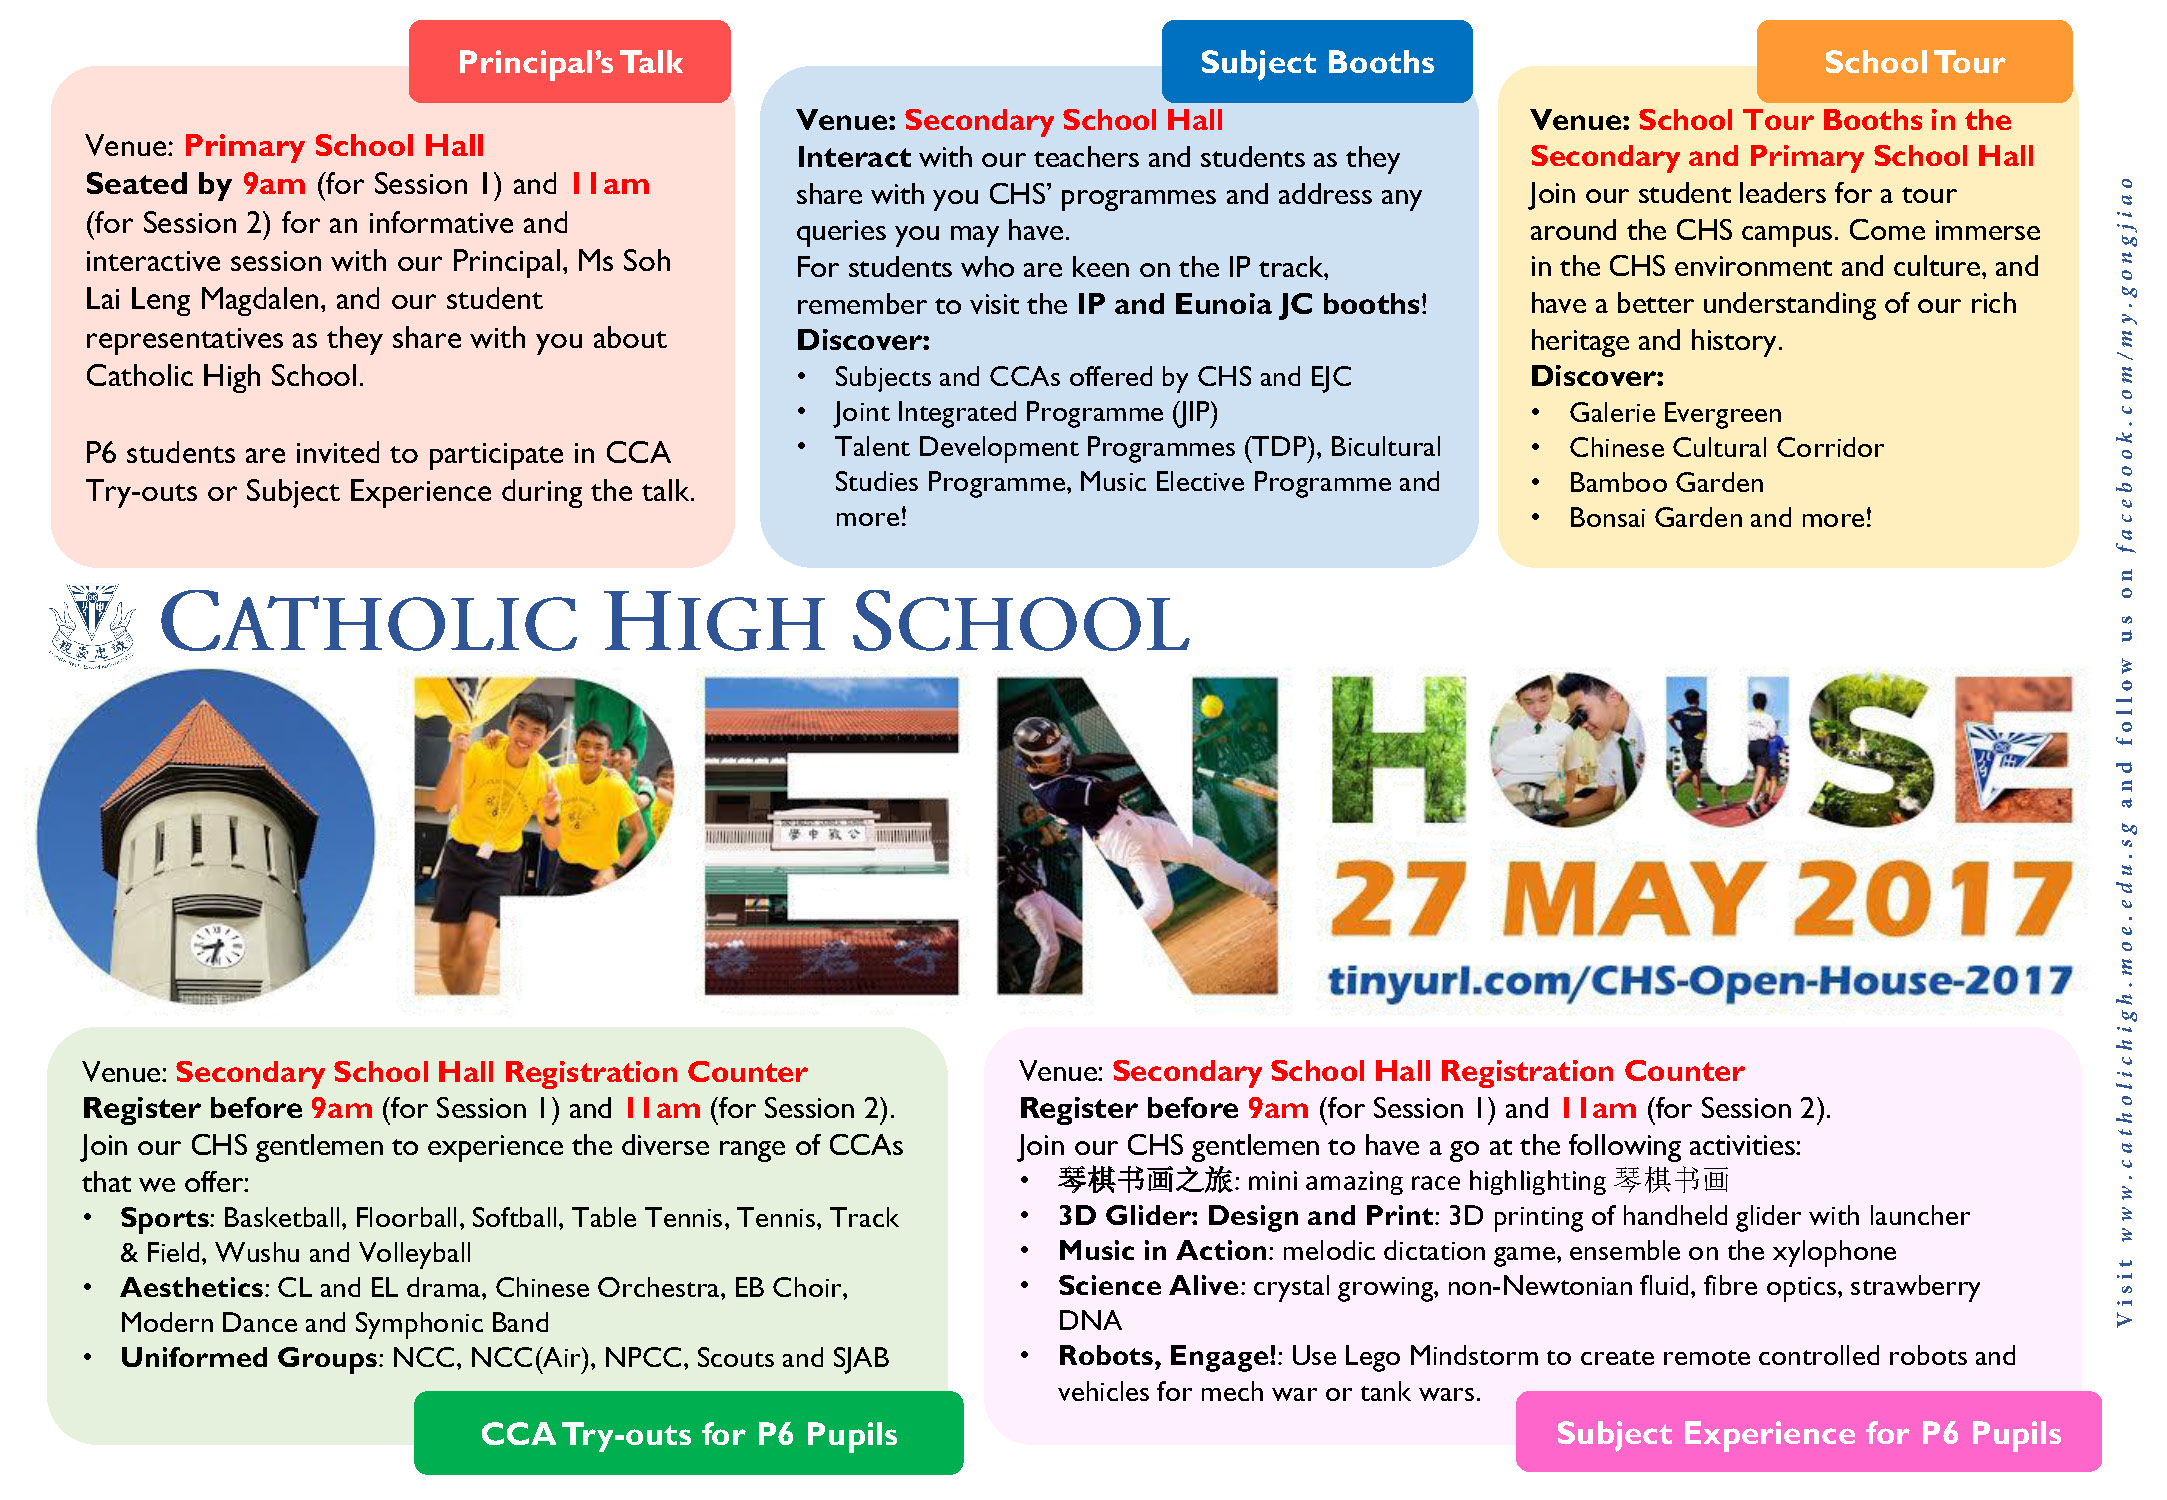 Principal's Talk
Venue: Primary School Hall
Seated by 9am (for Session 1) and 11am
(for Session 2) for an informative and
interactive session with our Principal, Ms Soh
Lai Leng Magdalen, and our student
representatives as they share with you about
Catholic High School.
P6 students are invited to participate in CCA
Try-outs or Subject Experience during the talk.
Subject Booths
Venue: Secondary School Hall
Interact with our teachers and students as they
share with you CHS' programmes and address any
queries you may have.
For students who are keen on the IP track,
remember to visit the IP and Eunoia JC booths!
Discover:
• Subjects and CCAs offered by CHS and EJC
• Joint Integrated Programme (JIP)
• Talent Development Programmes (TDP), Bicultural
Studies Programme, Music Elective Programme and
more!
School Tour
Venue: School Tour Booths in the
Secondary and Primary School Hall
Join our student leaders for a tour
around the CHS campus. Come immerse
in the CHS environment and culture, and
have a better understanding of our rich
heritage and history.
Discover:
• Galerie Evergreen
• Chinese Cultural Corridor
• Bamboo Garden
• Bonsai Garden and more!
CATHOLIC HIGH SCHOOL
OPEN HOUSE
學中教公
27 MAY 2017
tinyurl.com/CHS-Open-House-2017
Venue: Secondary School Hall Registration Counter
Register before 9am (for Session 1) and 11am (for Session 2).
Join our CHS gentlemen to experience the diverse range of CCAs
that we offer:
• Sports: Basketball, Floorball, Softball, Table Tennis, Tennis, Track
& Field, Wushu and Volleyball
• Aesthetics: CL and EL drama, Chinese Orchestra, EB Choir,
Modern Dance and Symphonic Band
• Uniformed Groups: NCC, NCC(Air), NPCC, Scouts and SJAB
CCA Try-outs for P6 Pupils
Venue: Secondary School Hall Registration Counter
Register before 9am (for Session 1) and 11am (for Session 2).
Join our CHS gentlemen to have a go at the following activities:
• 琴棋书画之旅: mini amazing race highlighting 琴棋书画
• 3D Glider: Design and Print: 3D printing of handheld glider with launcher
• Music in Action: melodic dictation game, ensemble on the xylophone
• Science Alive: crystal growing, non-Newtonian fluid, fibre optics, strawberry
DNA
• Robots, Engage!: Use Lego Mindstorm to create remote controlled robots and
vehicles for mech war or tank wars.
Subject Experience for P6 Pupils
Visit www.catholichigh.moe.edu.sg and follow us on facebook.com/my.gongjiao